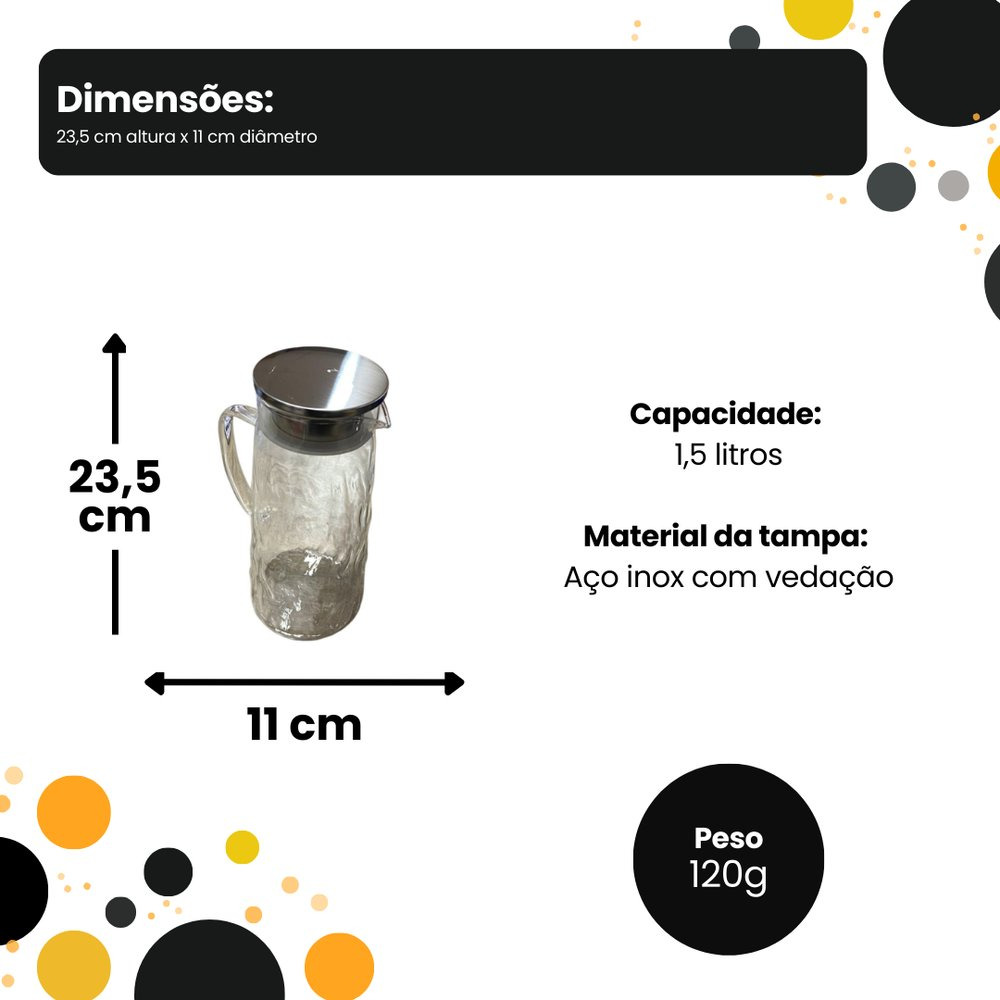 Dimensões:
23,5 cm altura x 11 cm diâmetro
23,5
cm
11 cm
Capacidade:
1,5 litros
Material da tampa:
Aço inox com vedação
Peso
120g